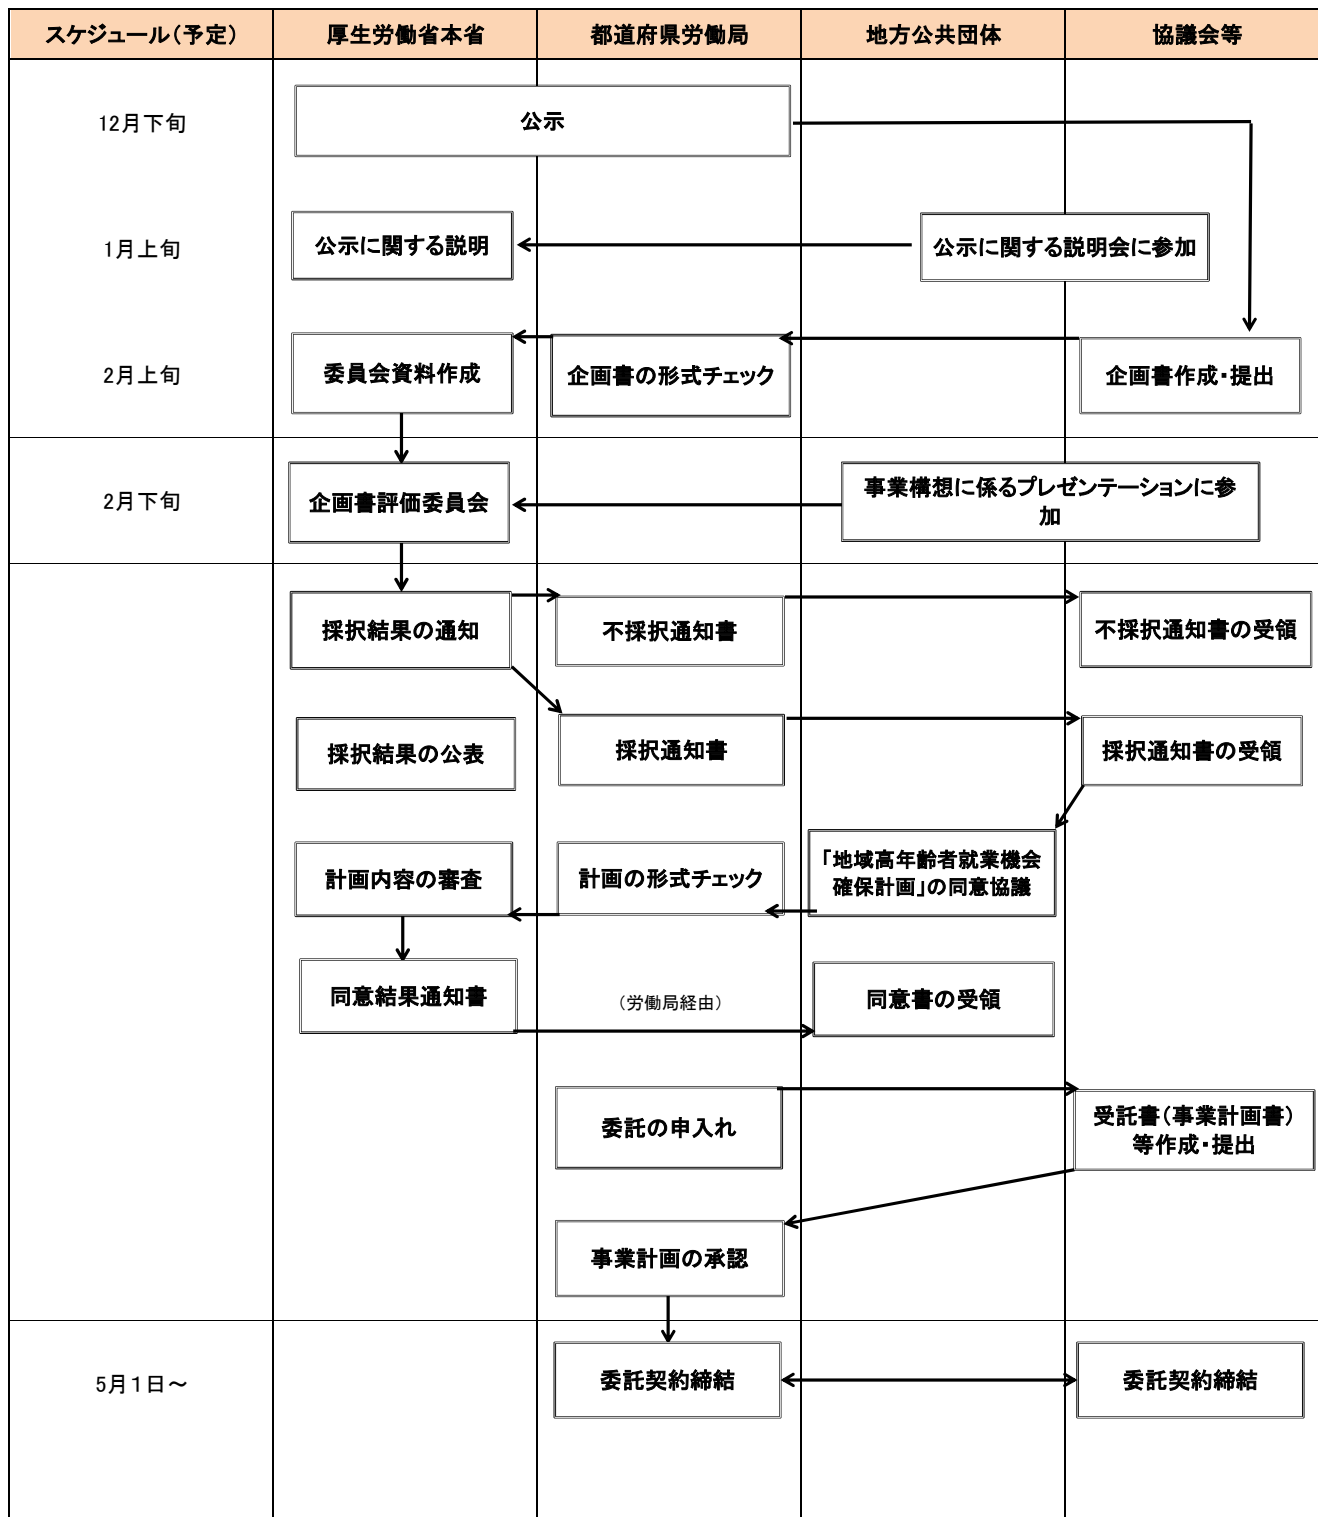 スケジュール（予定）
厚生労働省本省
都道府県労働局
地方公共団体
協議会等
12月下旬
公示
1月上旬
公示に関する説明
公示に関する説明会に参加
2月上旬
委員会資料作成
企画書の形式チェック
企画書作成・提出
2月下旬
企画書評価委員会
事業構想に係るプレゼンテーションに参
加
採択結果の通知
不採択通知書
不採択通知書の受領
採択結果の公表
採択通知書
採択通知書の受領
計画内容の審査
計画の形式チェック
「地域高年齢者就業機会
確保計画」の同意協議
同意結果通知書
（労働局経由）
同意書の受領
委託の申入れ
受託書（事業計画書）
等作成・提出
事業計画の承認
5月１日～
委託契約締結
委託契約締結